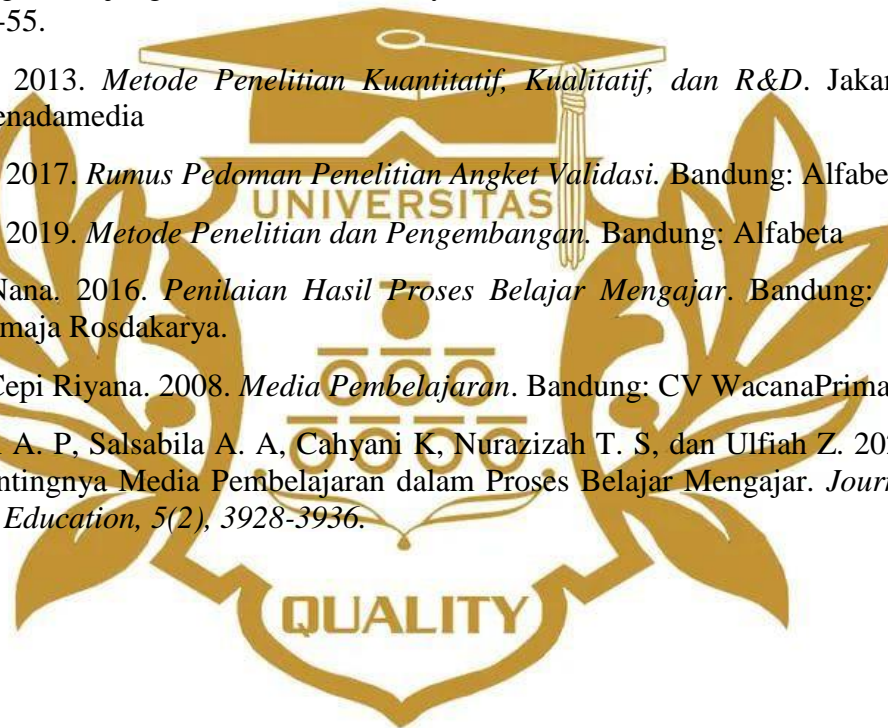 -55.
2013. Metode Penelitian Kuantitatif, Kualitatif, dan R&D. Jakar
enadamedia
2017. Rumus Pedoman Penelitian Angket Validasi. Bandung: Alfabe
UNIVERSITAS
2019. Metode Penelitian dan Pengembangan. Bandung: Alfabeta
Nana. 2016. Penilaian Hasil Proses Belajar Mengajar. Bandung:
maja Rosdakarya.
Cepi Riyana. 2008. Media Pembelajaran. Bandung: CV WacanaPrima
A. P, Salsabila A. A, Cahyani K, Nurazizah T. S, dan Ulfiah Z. 202
ntingnya Media Pembelajaran dalam Proses Belajar Mengajar. Journ
Education, 5(2), 3928-3936.
QUALITY